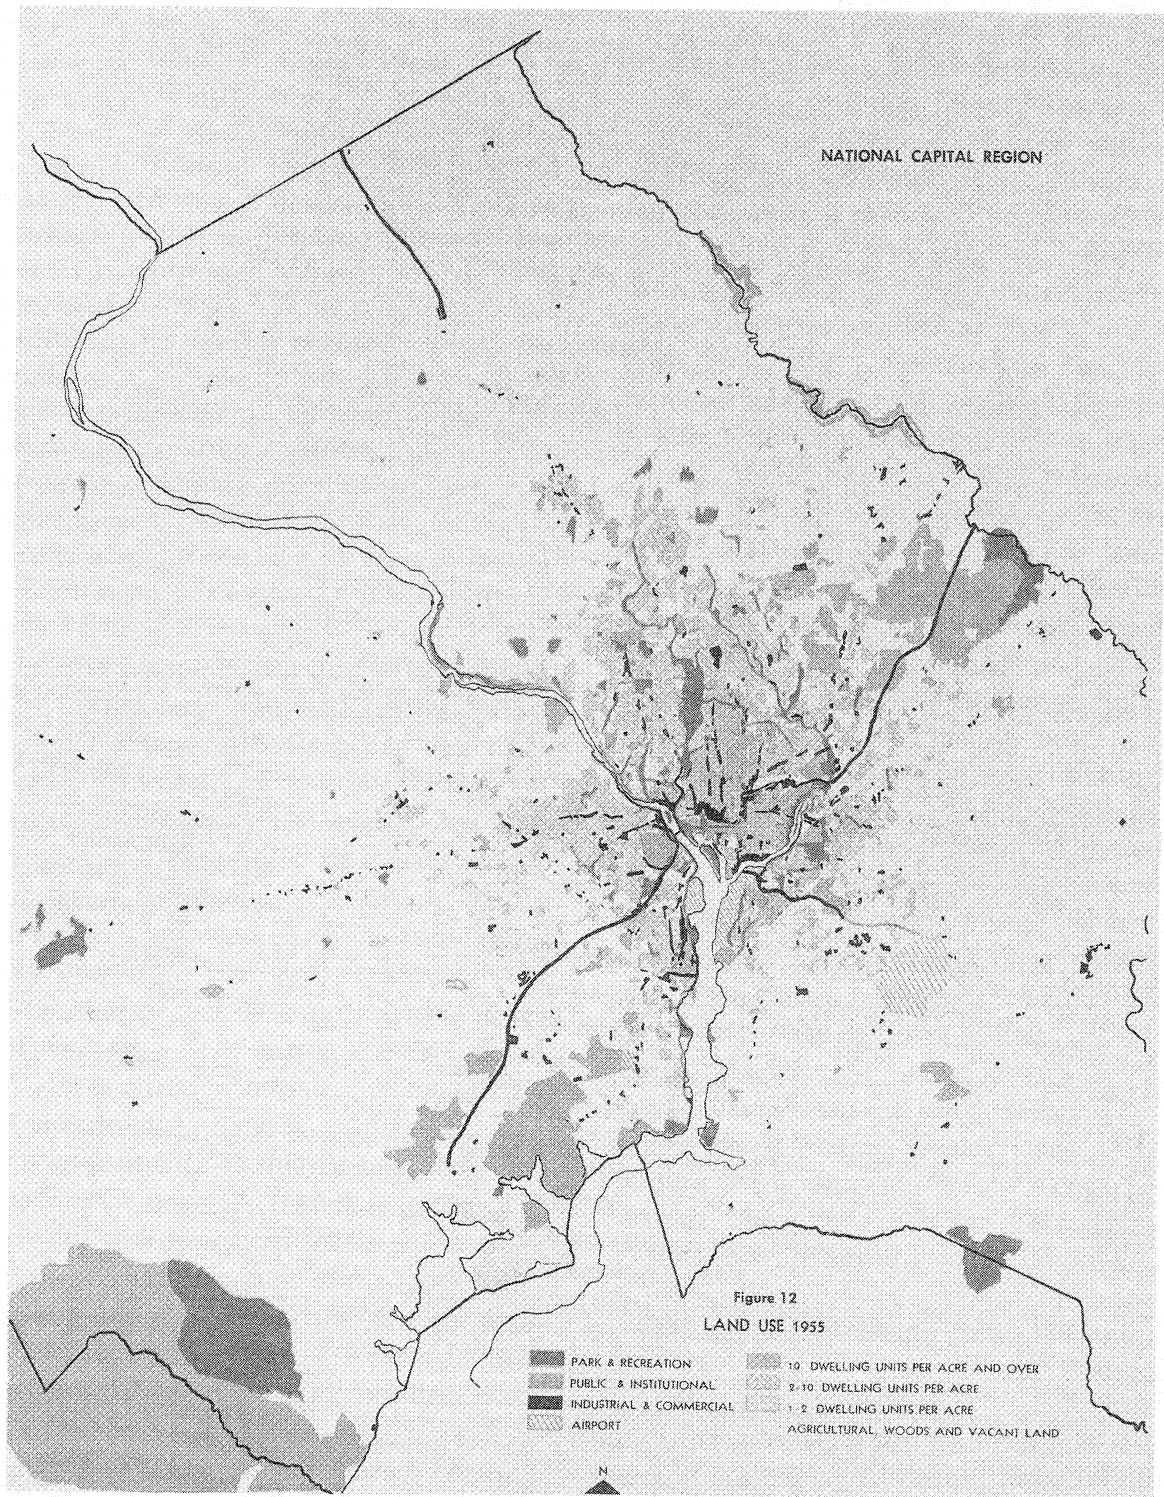 NATIONAL CAPITAL REGION
Figure 12
LAND USE 1955
PARK & RECREATION
PUBLIC & INSTITUTIONAL
INDUSTRIAL & COMMERCIAL
AIRPORT
10 DWELLING UNITS PER ACRE AND OVER
2-10 DWELLING UNITS PER ACRE
1-2 DWELLING UNITS PER ACRE
AGRICULTURAL, WOODS AND VACANT LAND
N